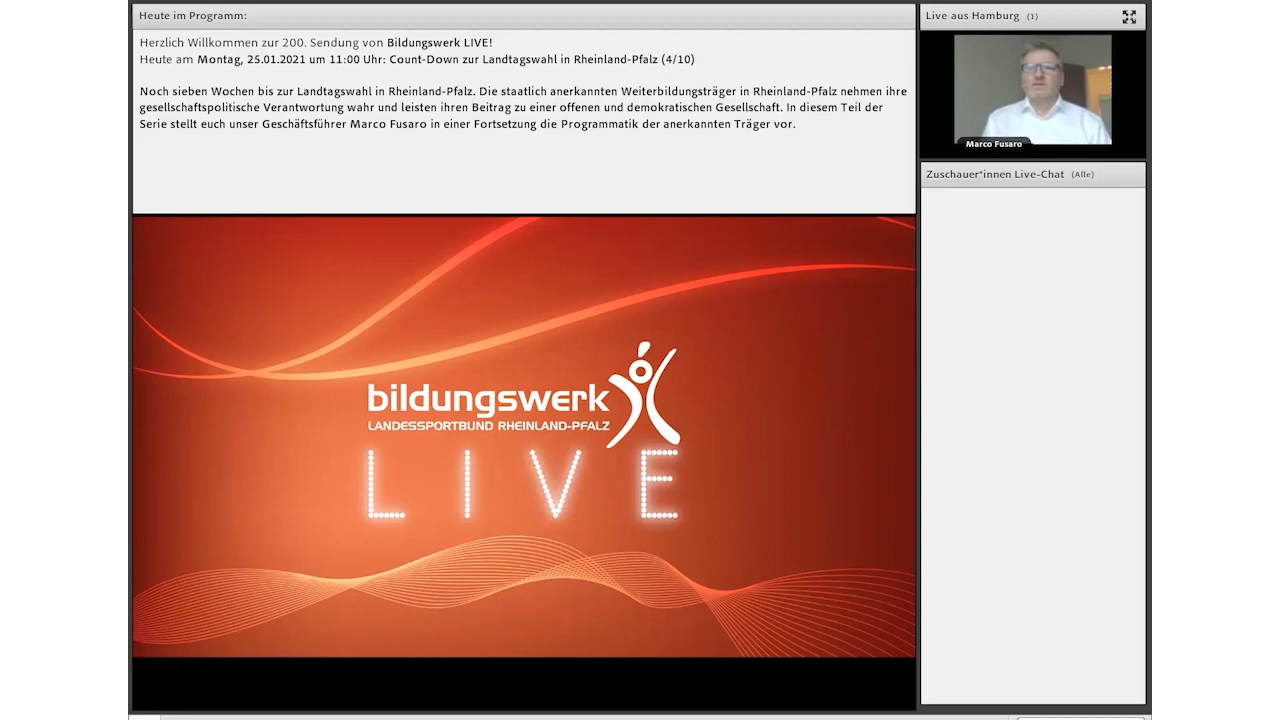 Heute im Programm:
Herzlich Willkommen zur 200. Sendung von Bildungswerk LIVE!
Heute am Montag, 25.01.2021 um 11:00 Uhr: Count-Down zur Landtagswahl in Rheinland-Pfalz (4/10)
Noch sieben Wochen bis zur Landtagswahl in Rheinland-Pfalz. Die staatlich anerkannten Weiterbildungsträger in Rheinland-Pfalz nehmen ihre
gesellschaftspolitische Verantwortung wahr und leisten ihren Beitrag zu einer offenen und demokratischen Gesellschaft. In diesem Teil der
Serie stellt euch unser Geschäftsführer Marco Fusaro in einer Fortsetzung die Programmatik der anerkannten Träger vor.
bildungswerk
LANDESSPORTBUND RHEINLAND-PFALZ
LIVE
Live aus Hamburg (1)
Marco Fusaro
Zuschauer*innen Live-Chat (Alle)